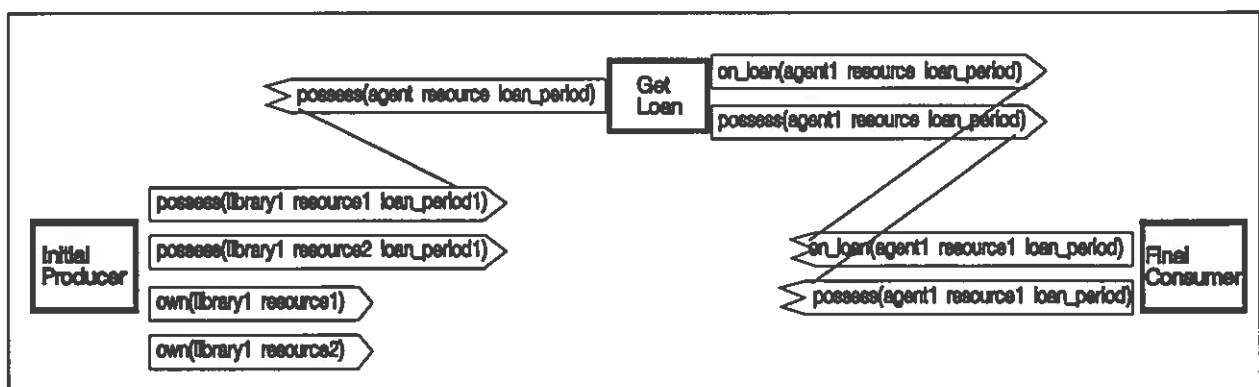 on_loan(agent1 resource loan_period)
possess(agent resource loan_period)
Get
Loan
possess(agent1 resource loan_period)
possess(library1 resource1 loan_period1)
Initial
Producer
possess(library1 resource2 loan_period1)
own(library1 resource1)
own(library1 resource2)
on_loan(agent1 resource1 loan_period)
Final
Consumer
possess(agent1 resource1 loan_period)